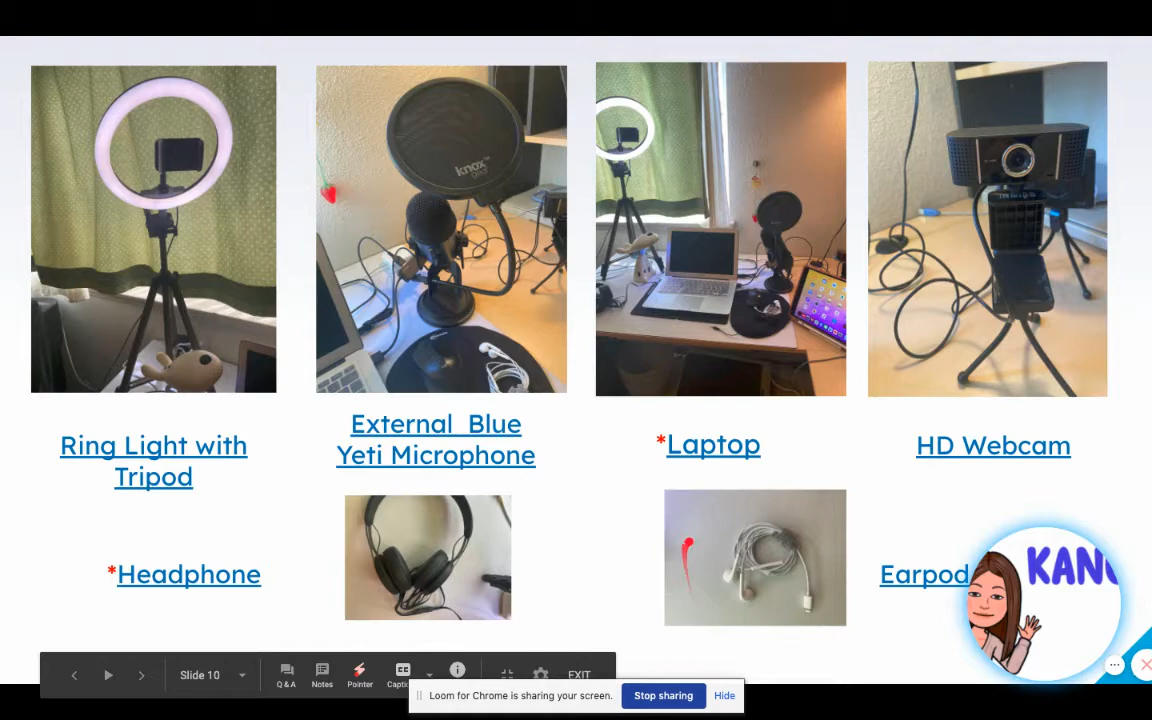 knox
External  Blue
Yeti Microphone
Ring Light with
Tripod
*Laptop
HD Webcam
*Headphone
Earpod
KAN
Slide 10
Q & A
Notes
Pointer
EXIT
Loom for Chrome is sharing your screen.
Stop sharing
Hide